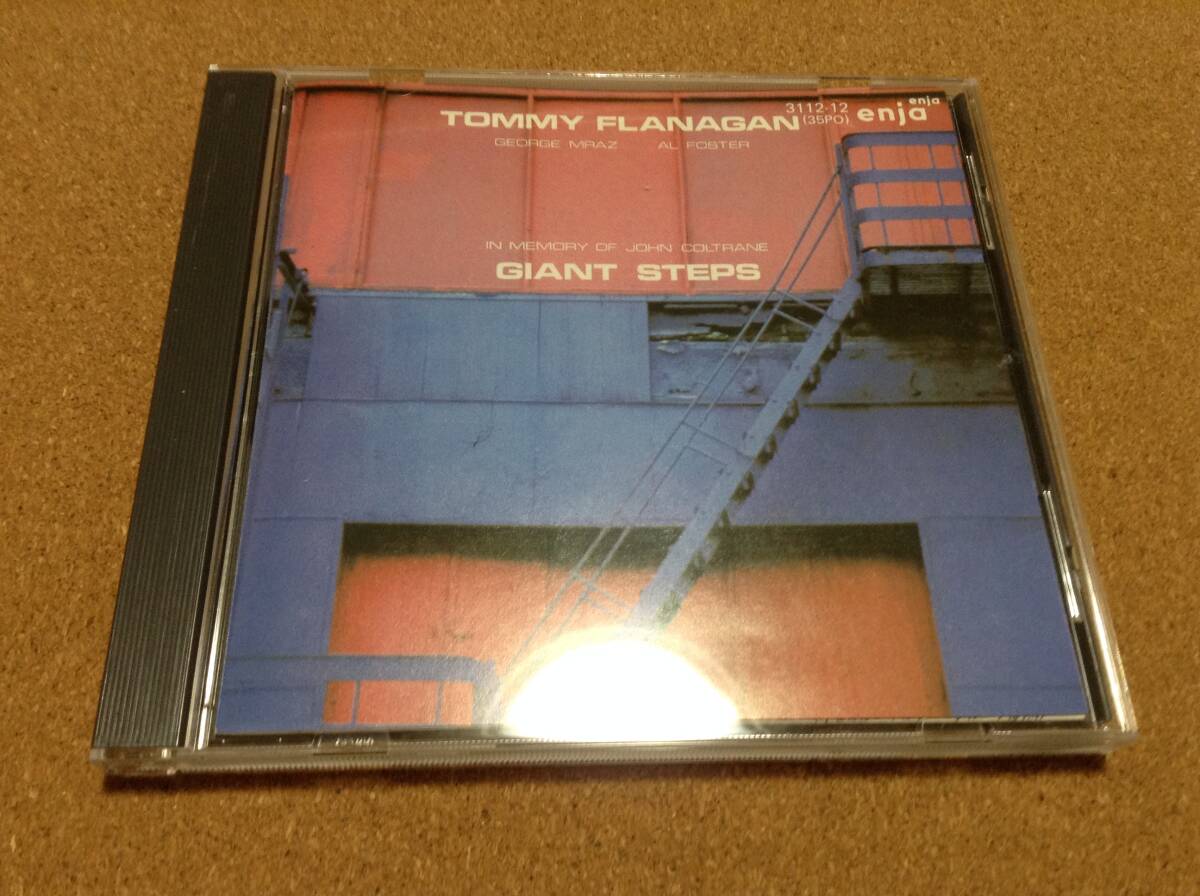 TOMMY FLANAGAN
GEORGE MRAZ AL FOSTER
3112-12
(35PO)
enja
enja
IN MEMORY OF JOHN COLTRANE
GIANT STEPS